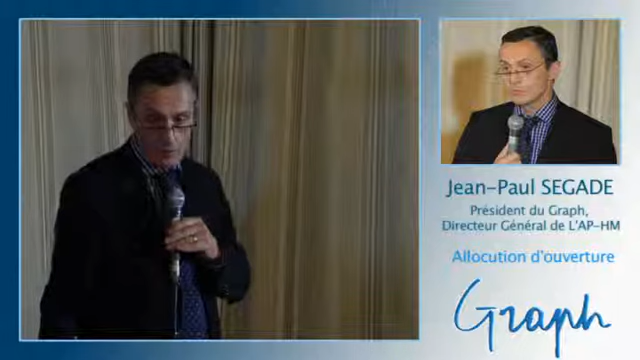 Jean-Paul SEGADE
Président du Graph,
Directeur Général de L'AP-HM
Allocution d'ouverture
Graph